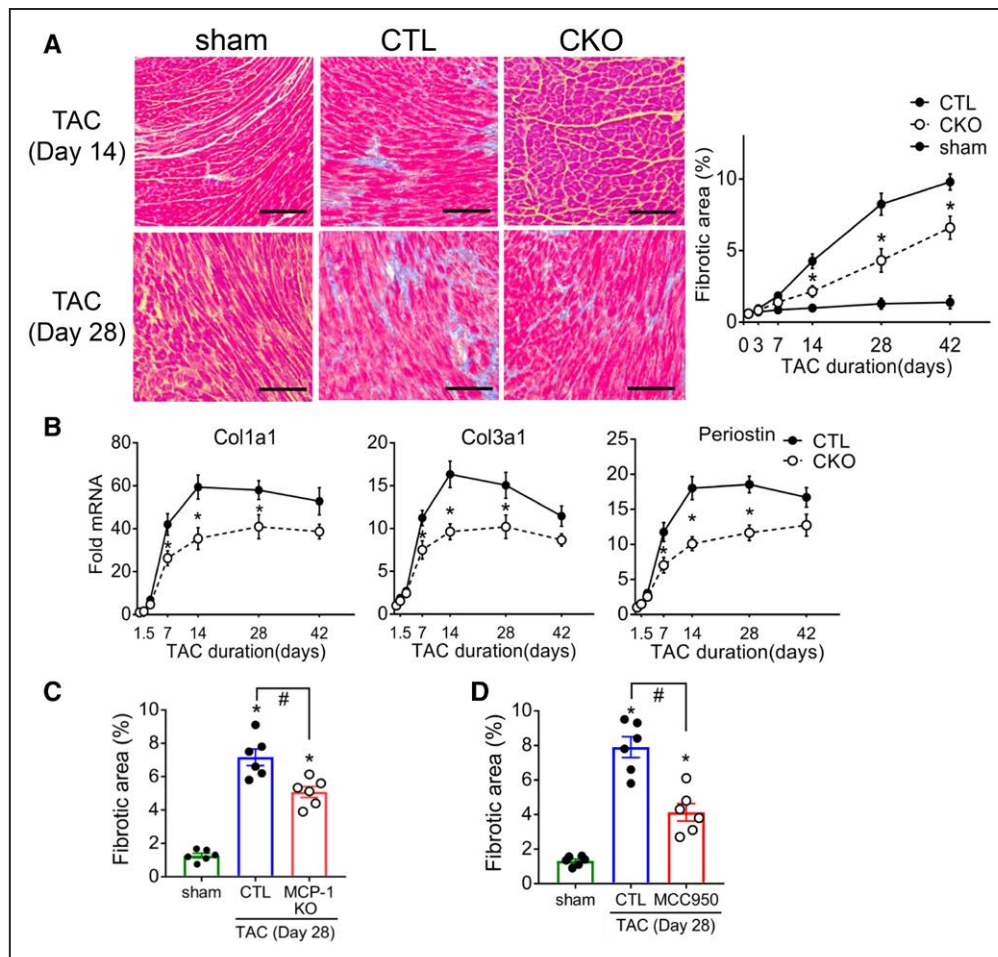 A
sham CTL CKO
TAC
(Day 14)
TAC
(Day 28)
CTL
CKO
sham
Fibrotic area (%)
10
5
0
0 3 7 14 28 42
TAC duration(days)
B
Col1a1
Fold mRNA
80
60
40
20
0
1.5 7 14 28 42
TAC duration(days)
Col3a1
20
15
10
5
0
1.5 7 14 28 42
TAC duration(days)
Periostin
CTL
CKO
25
20
15
10
5
0
1.5 7 14 28 42
TAC duration(days)
* * *
* * *
* * *
* * *
C
Fibrotic area (%)
10
8
6
4
2
0
#
* *
sham CTL MCP-1
KO
TAC (Day 28)
D
Fibrotic area (%)
10
8
6
4
2
0
#
* *
sham CTL MCC950
TAC (Day 28)